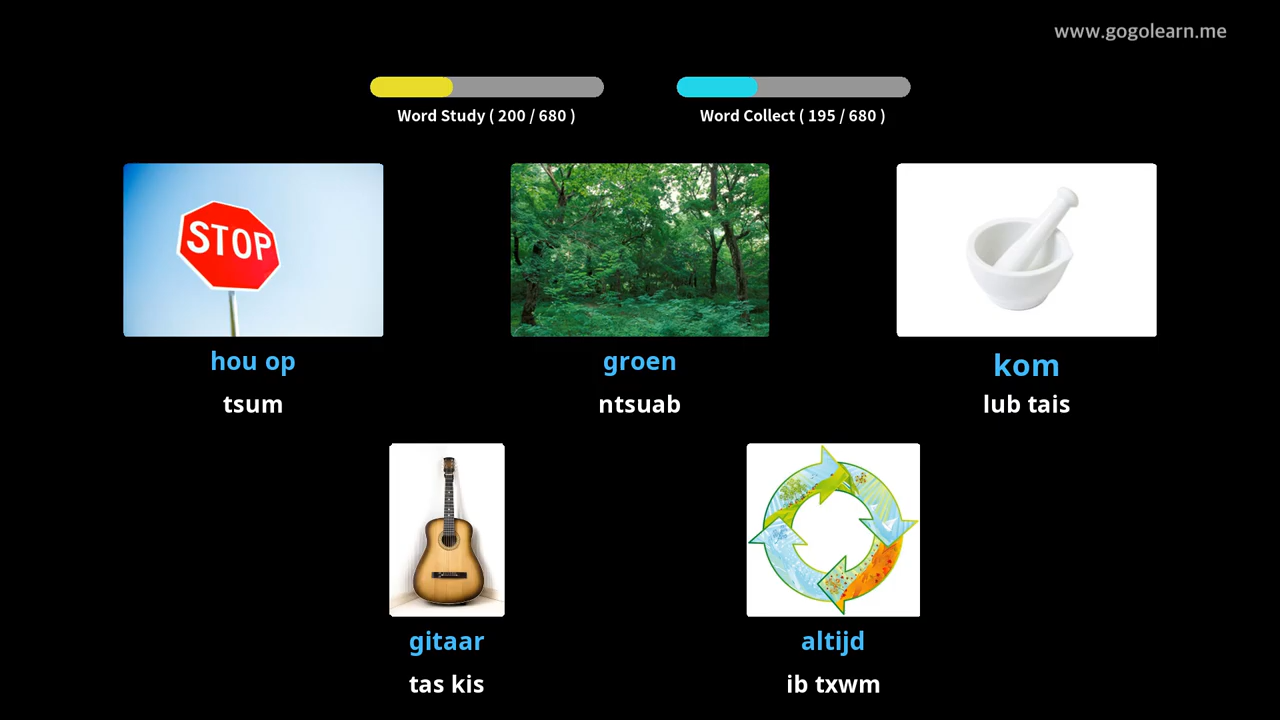 www.gogolearn.me
Word Study ( 200 / 680 )
Word Collect ( 195 / 680 )
STOP
hou op
groen
kom
tsum
ntsuab
lub tais
gitaar
altijd
tas kis
ib txwm